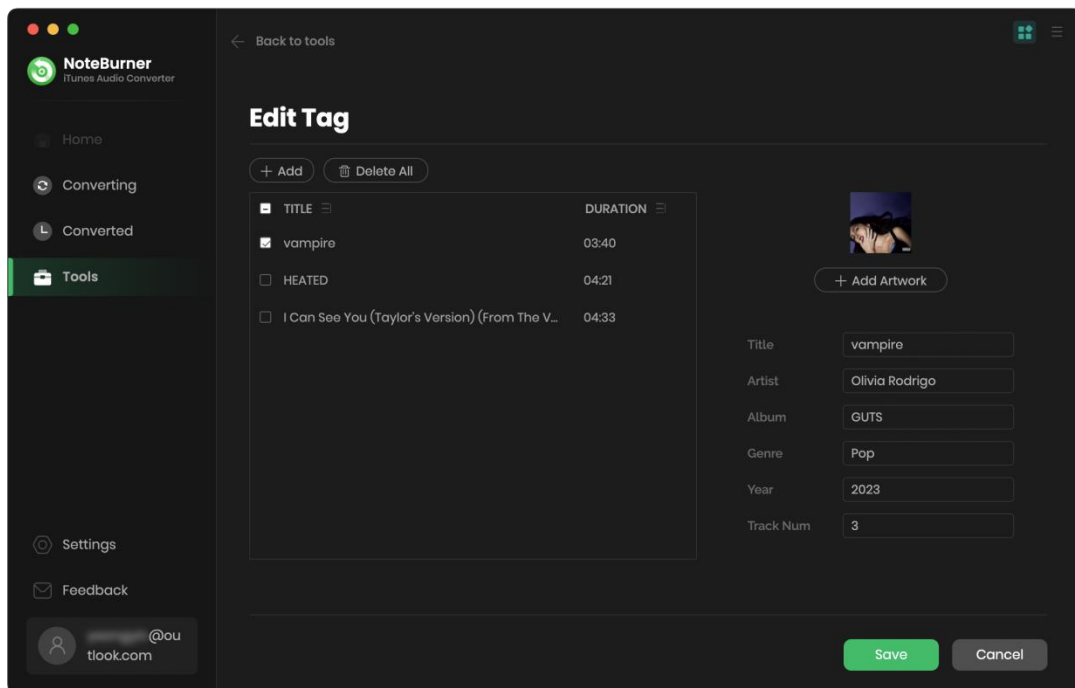 NoteBurner
iTunes Audio Converter
Home
Converting
Converted
Tools
Settings
Feedback
@ou
tlook.com
Back to tools
Edit Tag
+ Add
Delete All
TITLE DURATION
vampire 03:40
HEATED 04:21
I Can See You (Taylor's Version) (From The V... 04:33
+ Add Artwork
Title vampire
Artist Olivia Rodrigo
Album GUTS
Genre Pop
Year 2023
Track Num 3
Save
Cancel